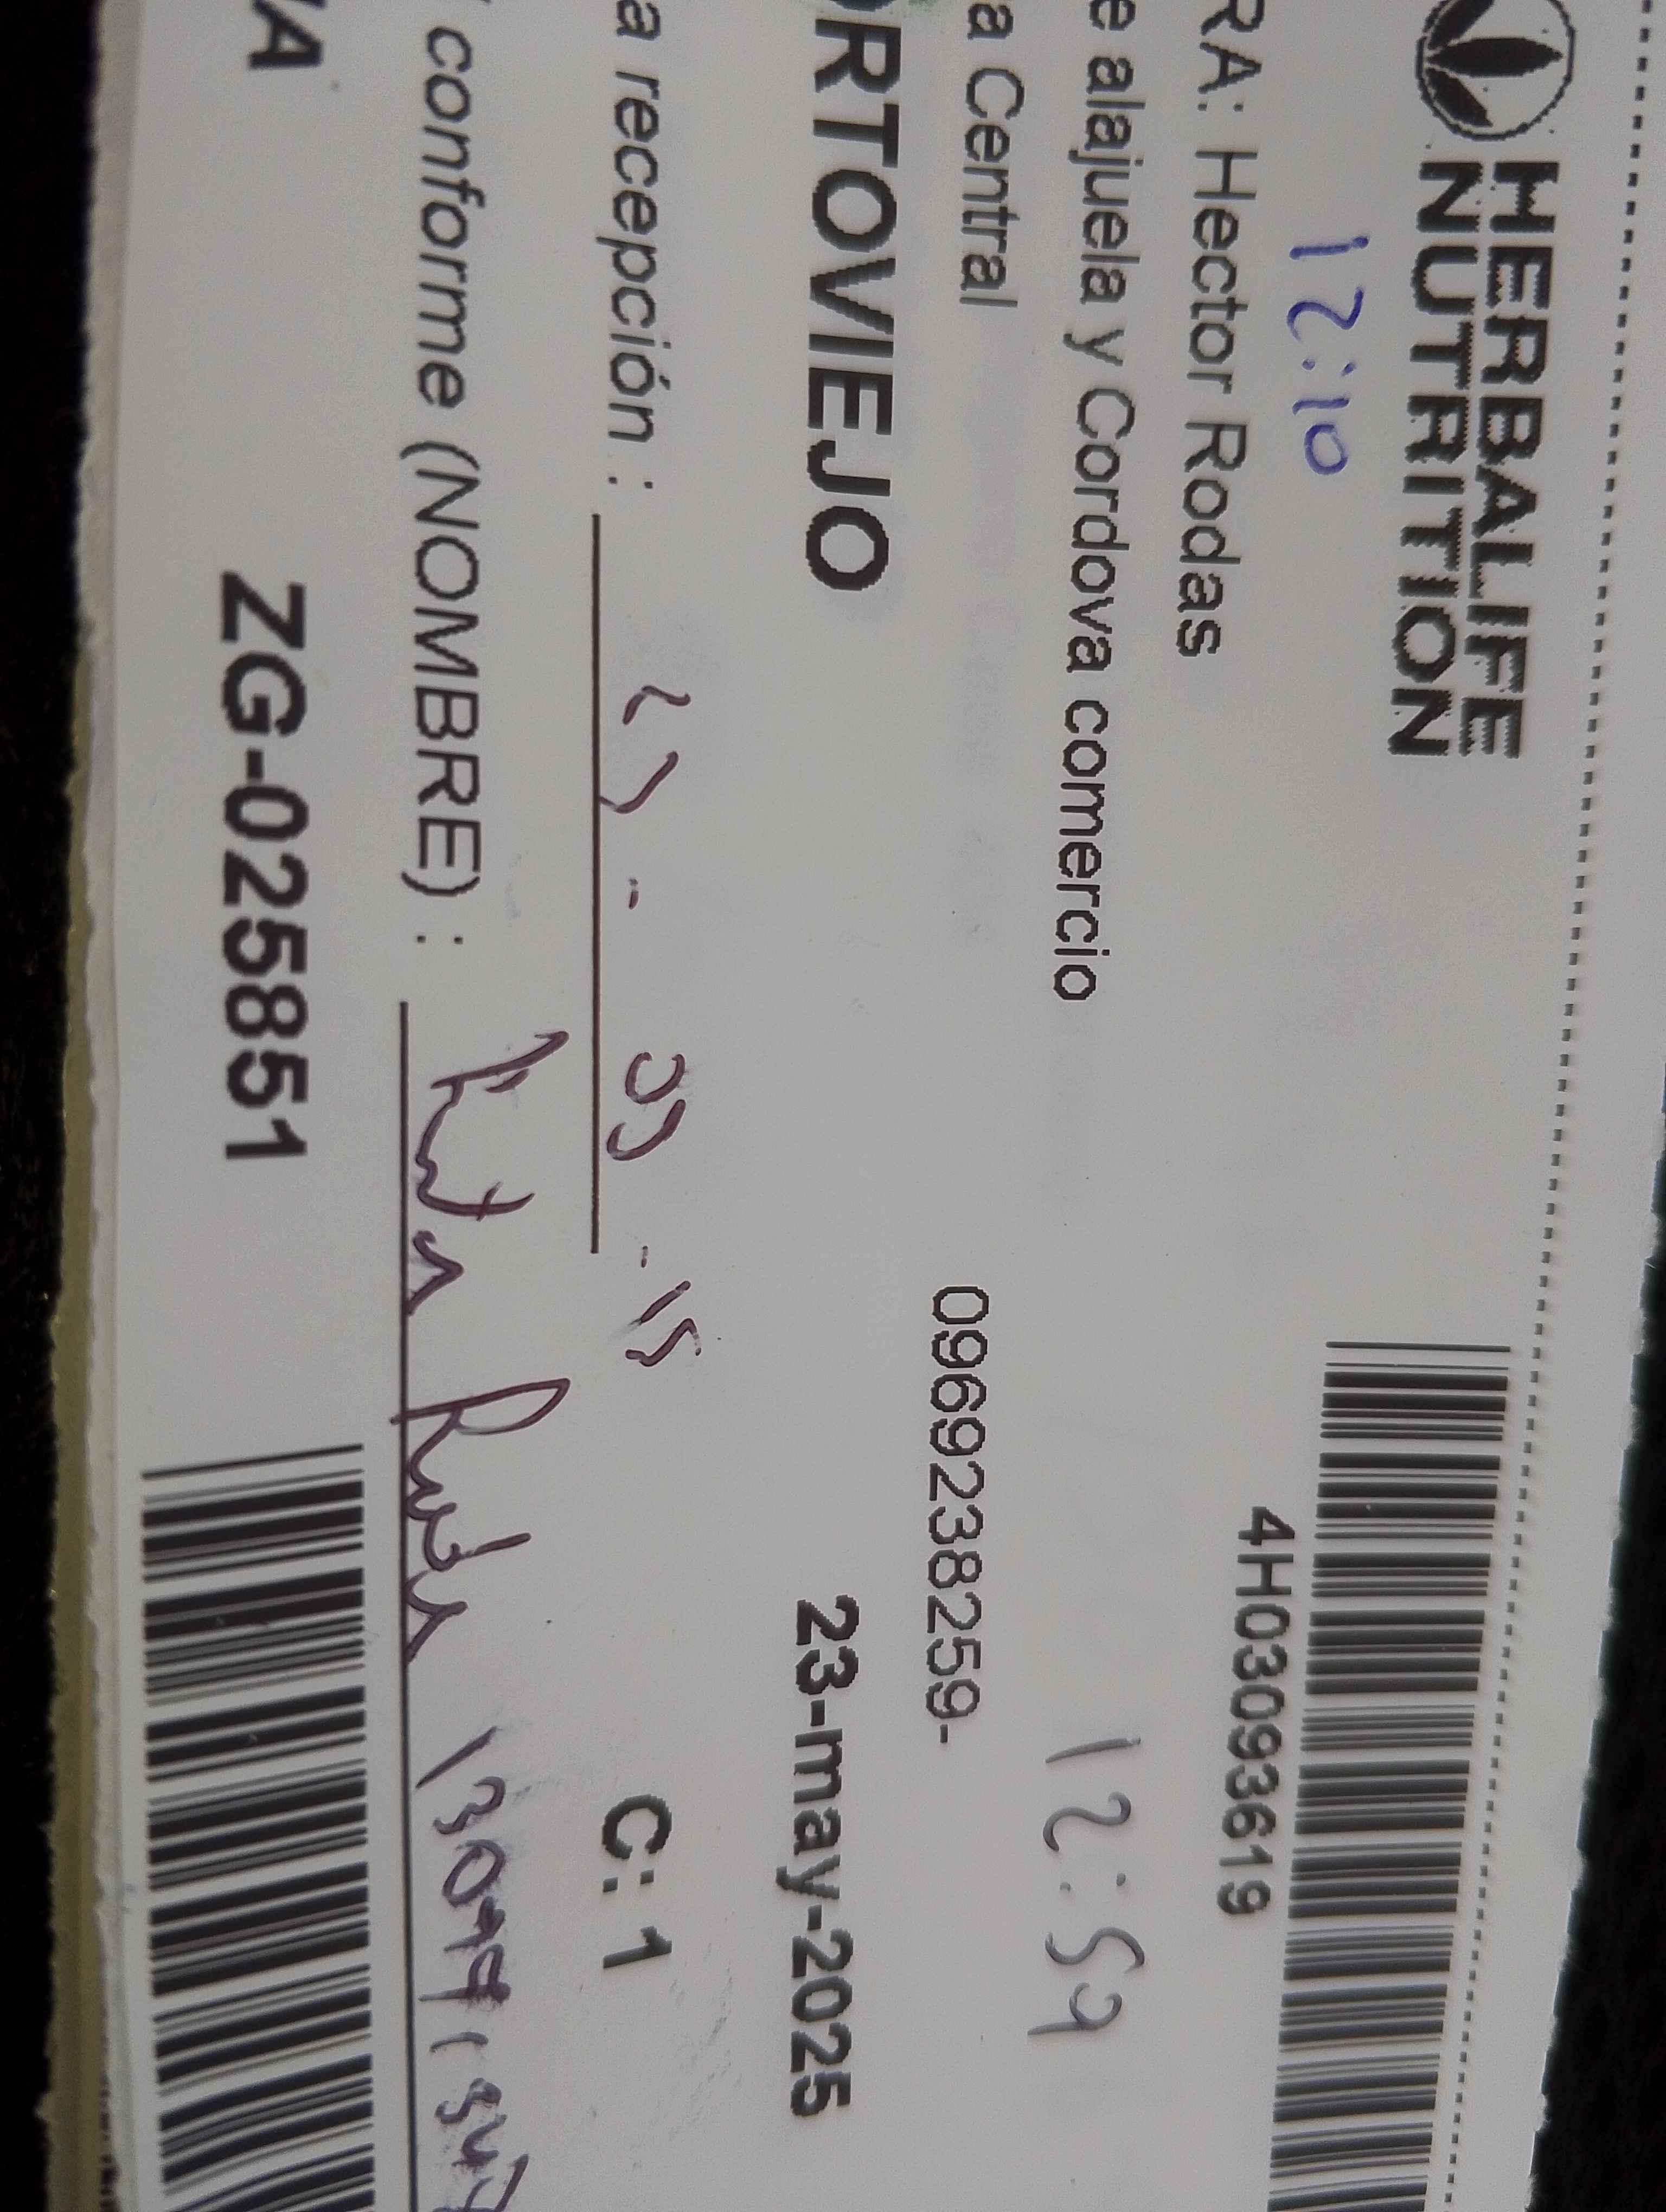 HERBALIFE
NUTRITION
12:10
4H03093619
RA: Hector Rodas
e alajuela y Cordova comercio
12:59
a Central
0969238259-
ORTOVIEJO
23-may-2025
a recepción :
C: 1
conforme (NOMBRE) :
ZG-025851